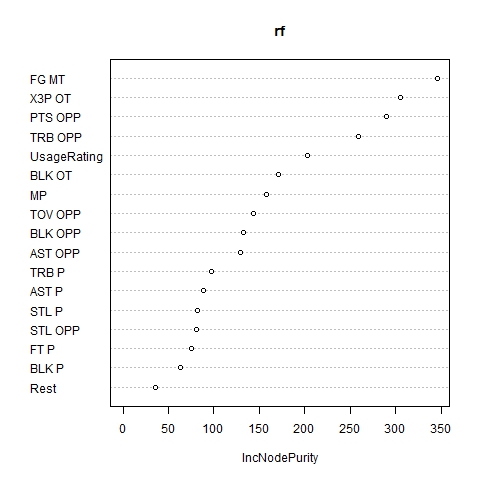 rf
FG MT
X3P OT
PTS OPP
TRB OPP
UsageRating
BLK OT
MP
TOV OPP
BLK OPP
AST OPP
TRB P
AST P
STL P
STL OPP
FT P
BLK P
Rest
0 50 100 150 200 250 300 350
IncNodePurity